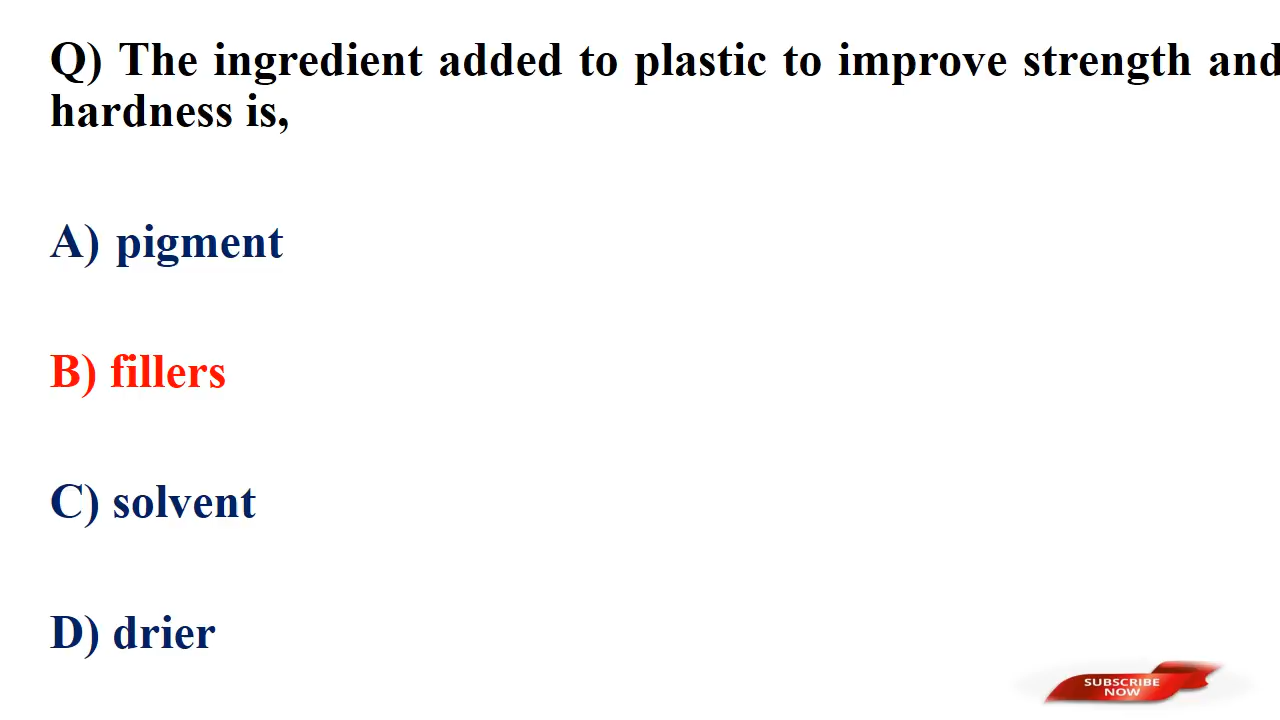 Q) The ingredient added to plastic to improve strength and
hardness is,
A) pigment
B) fillers
C) solvent
D) drier
SUBSCRIBE
NOW